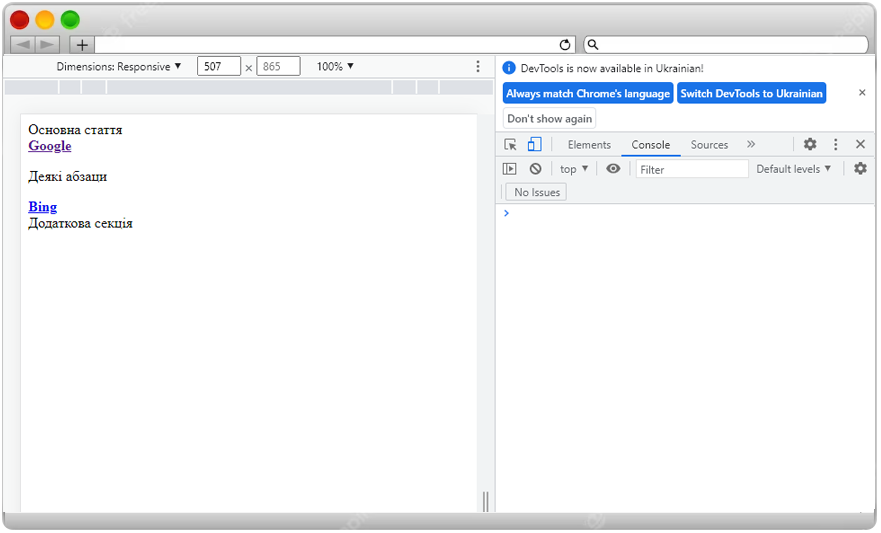 Dimensions: Responsive ▼ 507 × 865 100% ▼
Основна стаття
Google
Деякі абзаци
Bing
Додаткова секція
DevTools is now available in Ukrainian!
Always match Chrome's language Switch DevTools to Ukrainian
Don't show again
Elements Console Sources »
top ▼ Filter Default levels ▼
No Issues
>